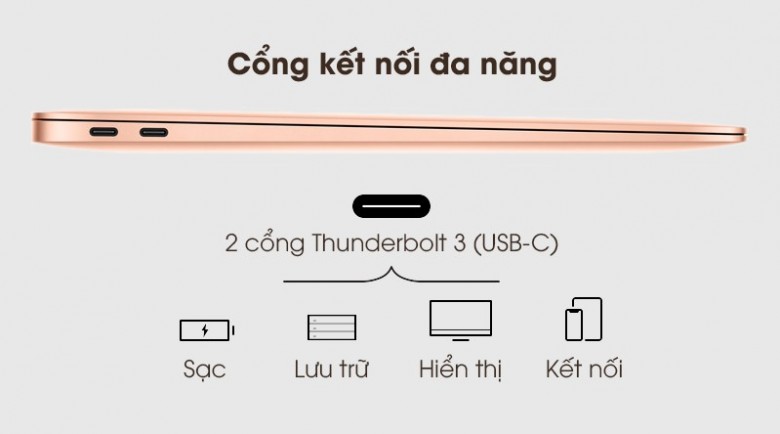 Cổng kết nối đa năng
2 cổng Thunderbolt 3 (USB-C)
Sạc
Lưu trữ
Hiển thị
Kết nối